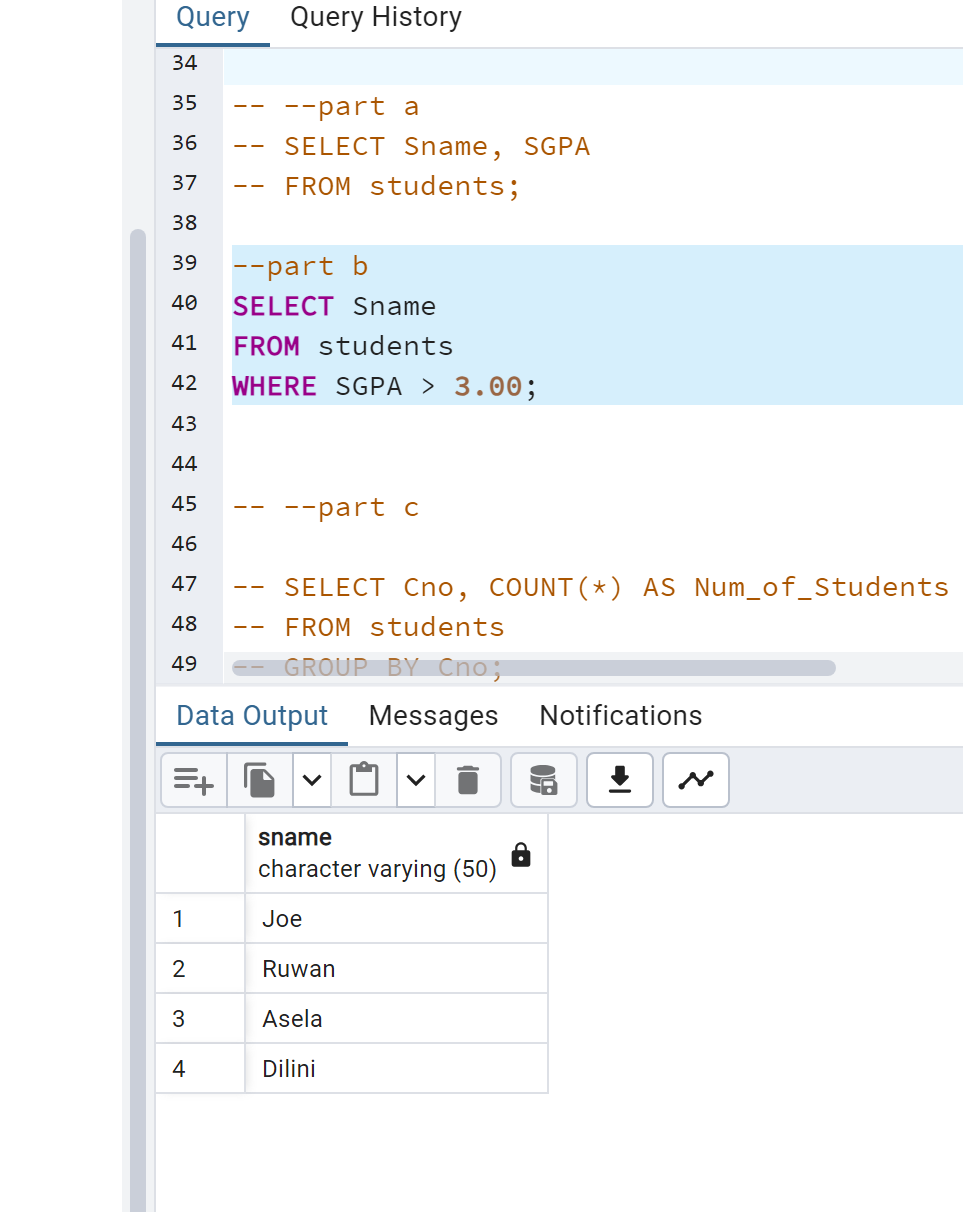 Query Query History
34
35 -- --part a
36 -- SELECT Sname, SGPA
37 -- FROM students;
38
39 --part b
40 SELECT Sname
41 FROM students
42 WHERE SGPA > 3.00;
43
44
45 -- --part c
46
47 -- SELECT Cno, COUNT(*) AS Num_of_Students
48 -- FROM students
49 -- GROUP BY Cno;
Data Output Messages Notifications
sname
character varying (50)
1 Joe
2 Ruwan
3 Asela
4 Dilini